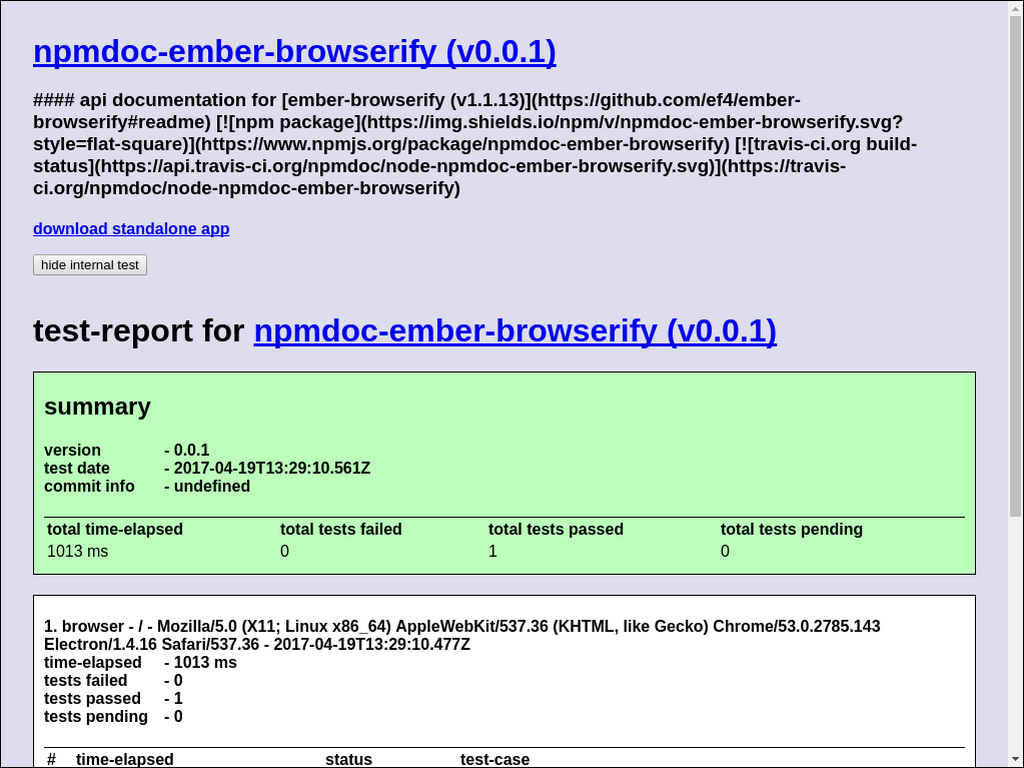 npmdoc-ember-browserify (v0.0.1)
#### api documentation for [ember-browserify (v1.1.13)](https://github.com/ef4/ember-
browserify#readme) [![npm package](https://img.shields.io/npm/v/npmdoc-ember-browserify.svg?
style=flat-square)](https://www.npmjs.org/package/npmdoc-ember-browserify) [![travis-ci.org build-
status](https://api.travis-ci.org/npmdoc/node-npmdoc-ember-browserify.svg)](https://travis-
ci.org/npmdoc/node-npmdoc-ember-browserify)
download standalone app
hide internal test
test-report for npmdoc-ember-browserify (v0.0.1)
summary
version - 0.0.1
test date - 2017-04-19T13:29:10.561Z
commit info - undefined
total time-elapsed total tests failed total tests passed total tests pending
1013 ms 0 1 0
1. browser - / - Mozilla/5.0 (X11; Linux x86_64) AppleWebKit/537.36 (KHTML, like Gecko) Chrome/53.0.2785.143
Electron/1.4.16 Safari/537.36 - 2017-04-19T13:29:10.477Z
time-elapsed - 1013 ms
tests failed - 0
tests passed - 1
tests pending - 0
# time-elapsed status test-case